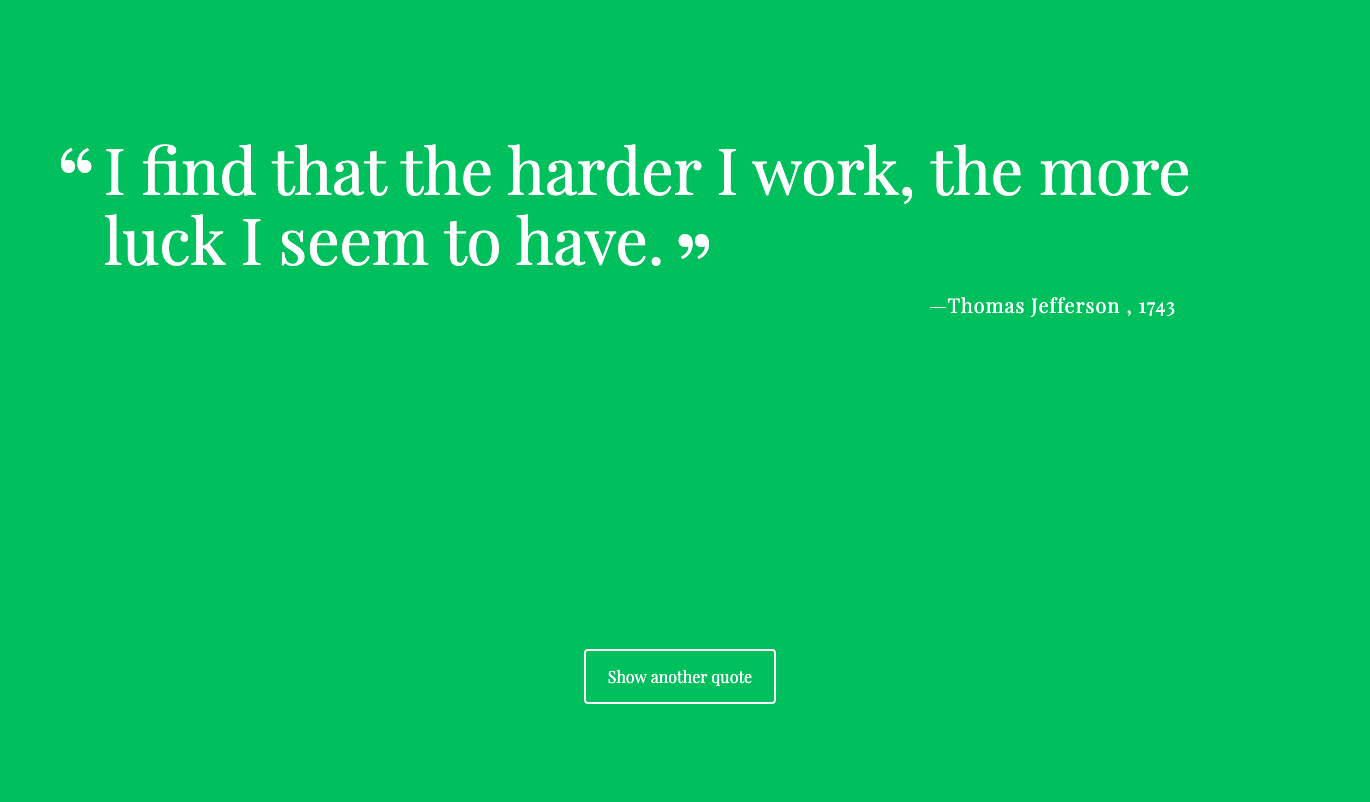 “ I find that the harder I work, the more
luck I seem to have. ”
—Thomas Jefferson , 1743
Show another quote